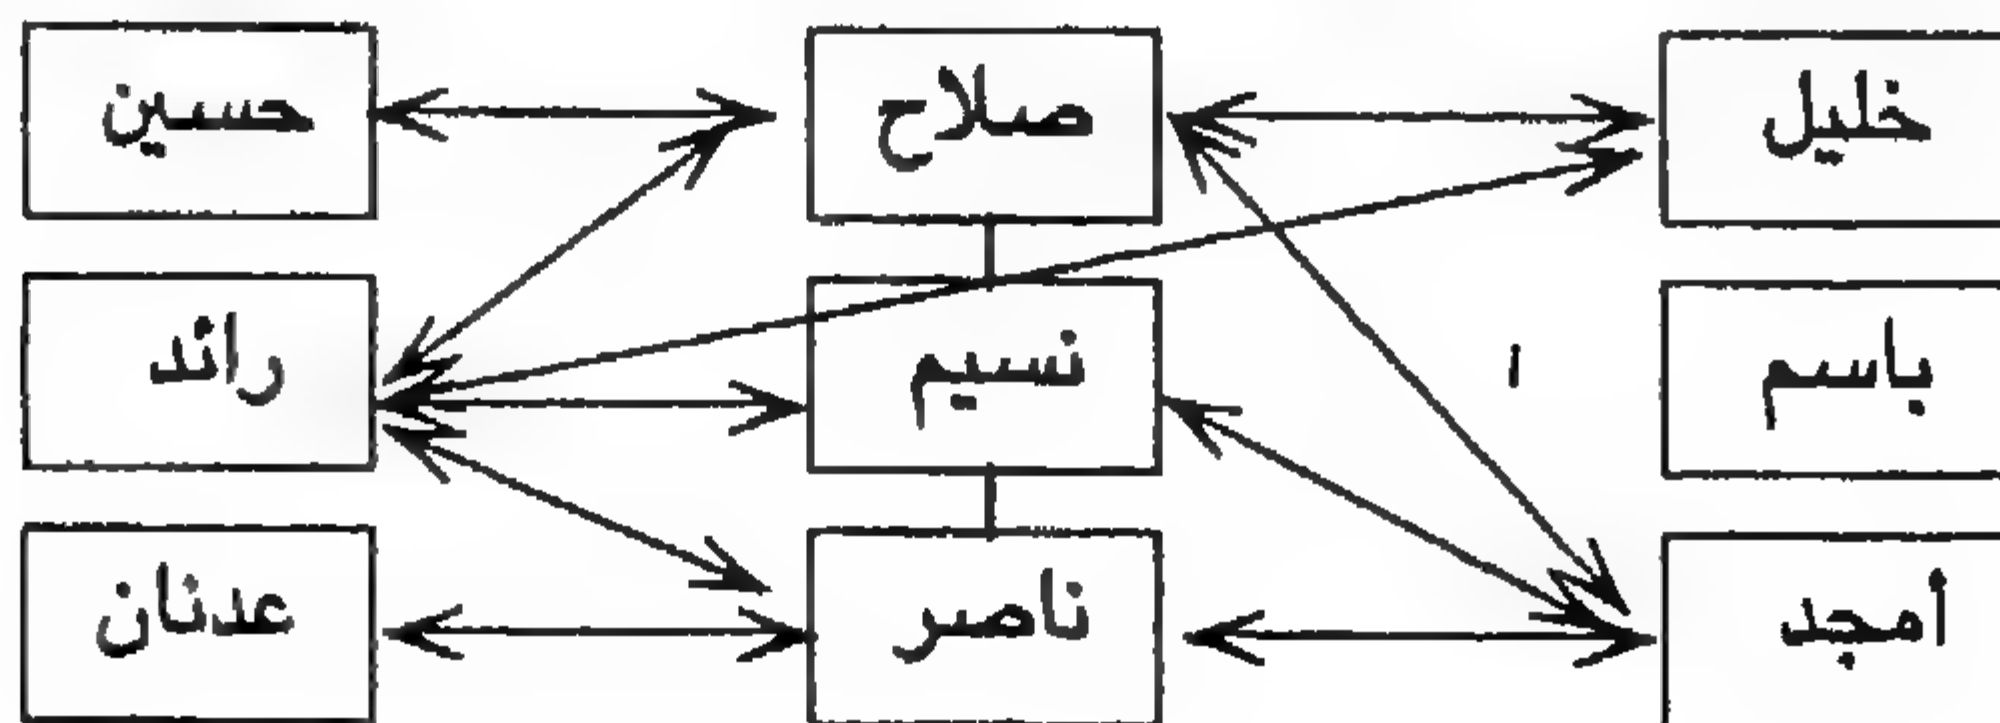 خليل
صلاح
حسين
باسم
نسيم
رائد
أمجد
ناصر
عدنان